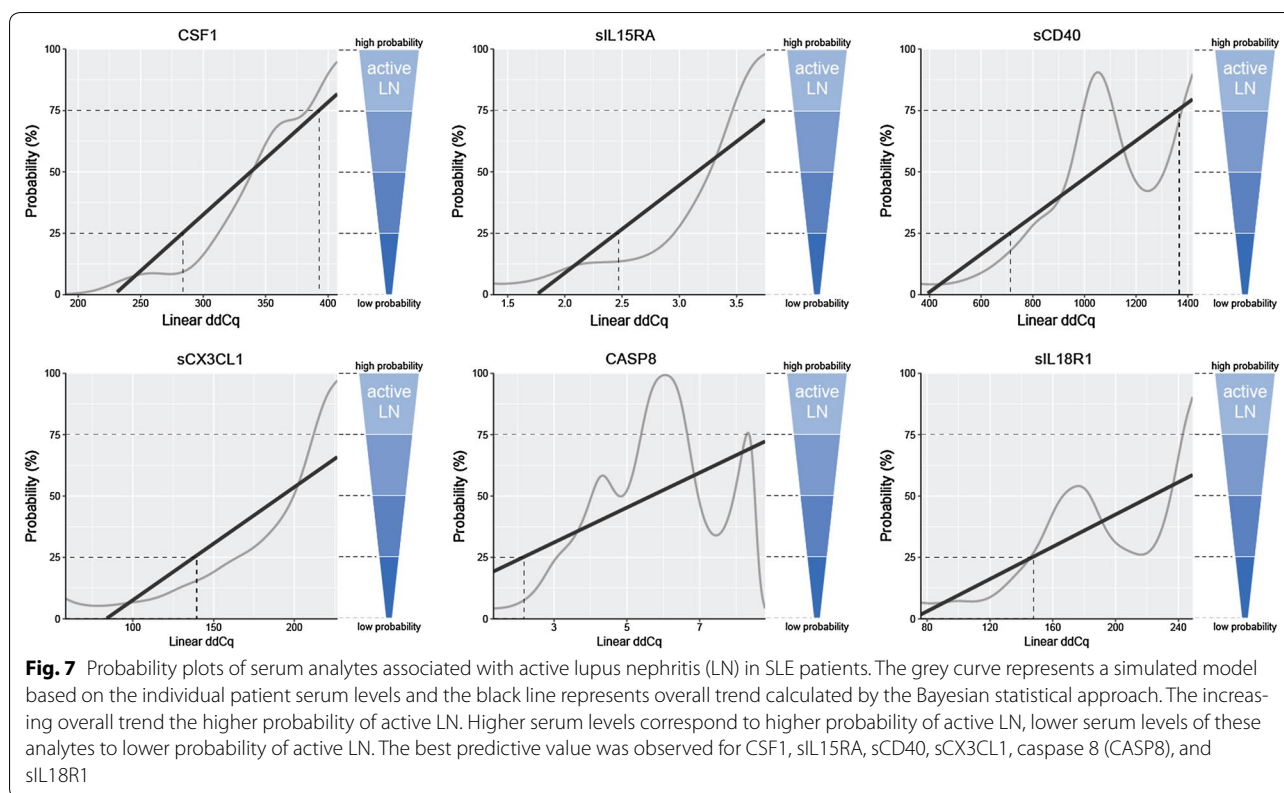 CSF1
100
75
50
25
0
Probability (%)
200 250 300 350 400
Linear ddCq
high probability
active
LN
low probability
sIL15RA
100
75
50
25
0
Probability (%)
1.5 2.0 2.5 3.0 3.5
Linear ddCq
high probability
active
LN
low probability
sCD40
100
75
50
25
0
Probability (%)
400 600 800 1000 1200 1400
Linear ddCq
high probability
active
LN
low probability
sCX3CL1
100
75
50
25
0
Probability (%)
100 150 200
Linear ddCq
high probability
active
LN
low probability
CASP8
100
75
50
25
0
Probability (%)
3 5 7
Linear ddCq
high probability
active
LN
low probability
sIL18R1
100
75
50
25
0
Probability (%)
80 120 160 200 240
Linear ddCq
high probability
active
LN
low probability
Fig. 7 Probability plots of serum analytes associated with active lupus nephritis (LN) in SLE patients. The grey curve represents a simulated model
based on the individual patient serum levels and the black line represents overall trend calculated by the Bayesian statistical approach. The increas-
ing overall trend the higher probability of active LN. Higher serum levels correspond to higher probability of active LN, lower serum levels of these
analytes to lower probability of active LN. The best predictive value was observed for CSF1, sIL15RA, sCD40, sCX3CL1, caspase 8 (CASP8), and
sIL18R1